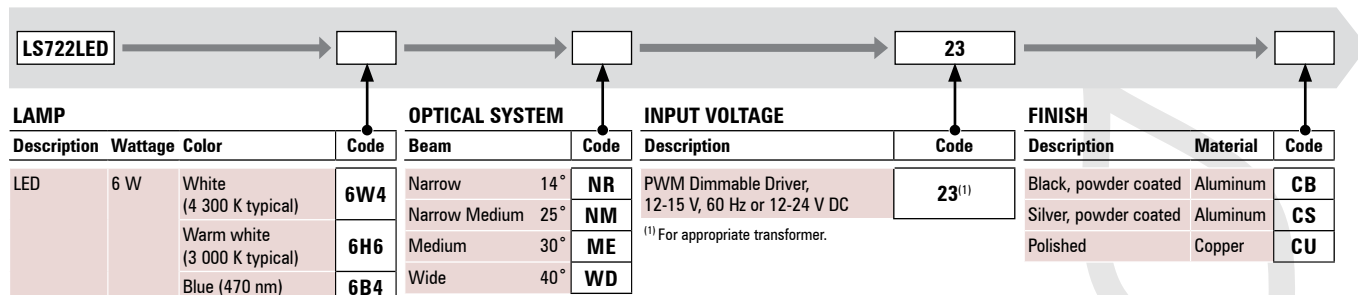 LS722LED 23
LAMP
Description Wattage Color Code
LED 6 W White
(4 300 K typical) 6W4
Warm white
(3 000 K typical) 6H6
Blue (470 nm) 6B4
OPTICAL SYSTEM
Beam Code
Narrow 14° NR
Narrow Medium 25° NM
Medium 30° ME
Wide 40° WD
INPUT VOLTAGE
Description Code
PWM Dimmable Driver,
12-15 V, 60 Hz or 12-24 V DC 23(1)
(1) For appropriate transformer.
FINISH
Description Material Code
Black, powder coated Aluminum CB
Silver, powder coated Aluminum CS
Polished Copper CU